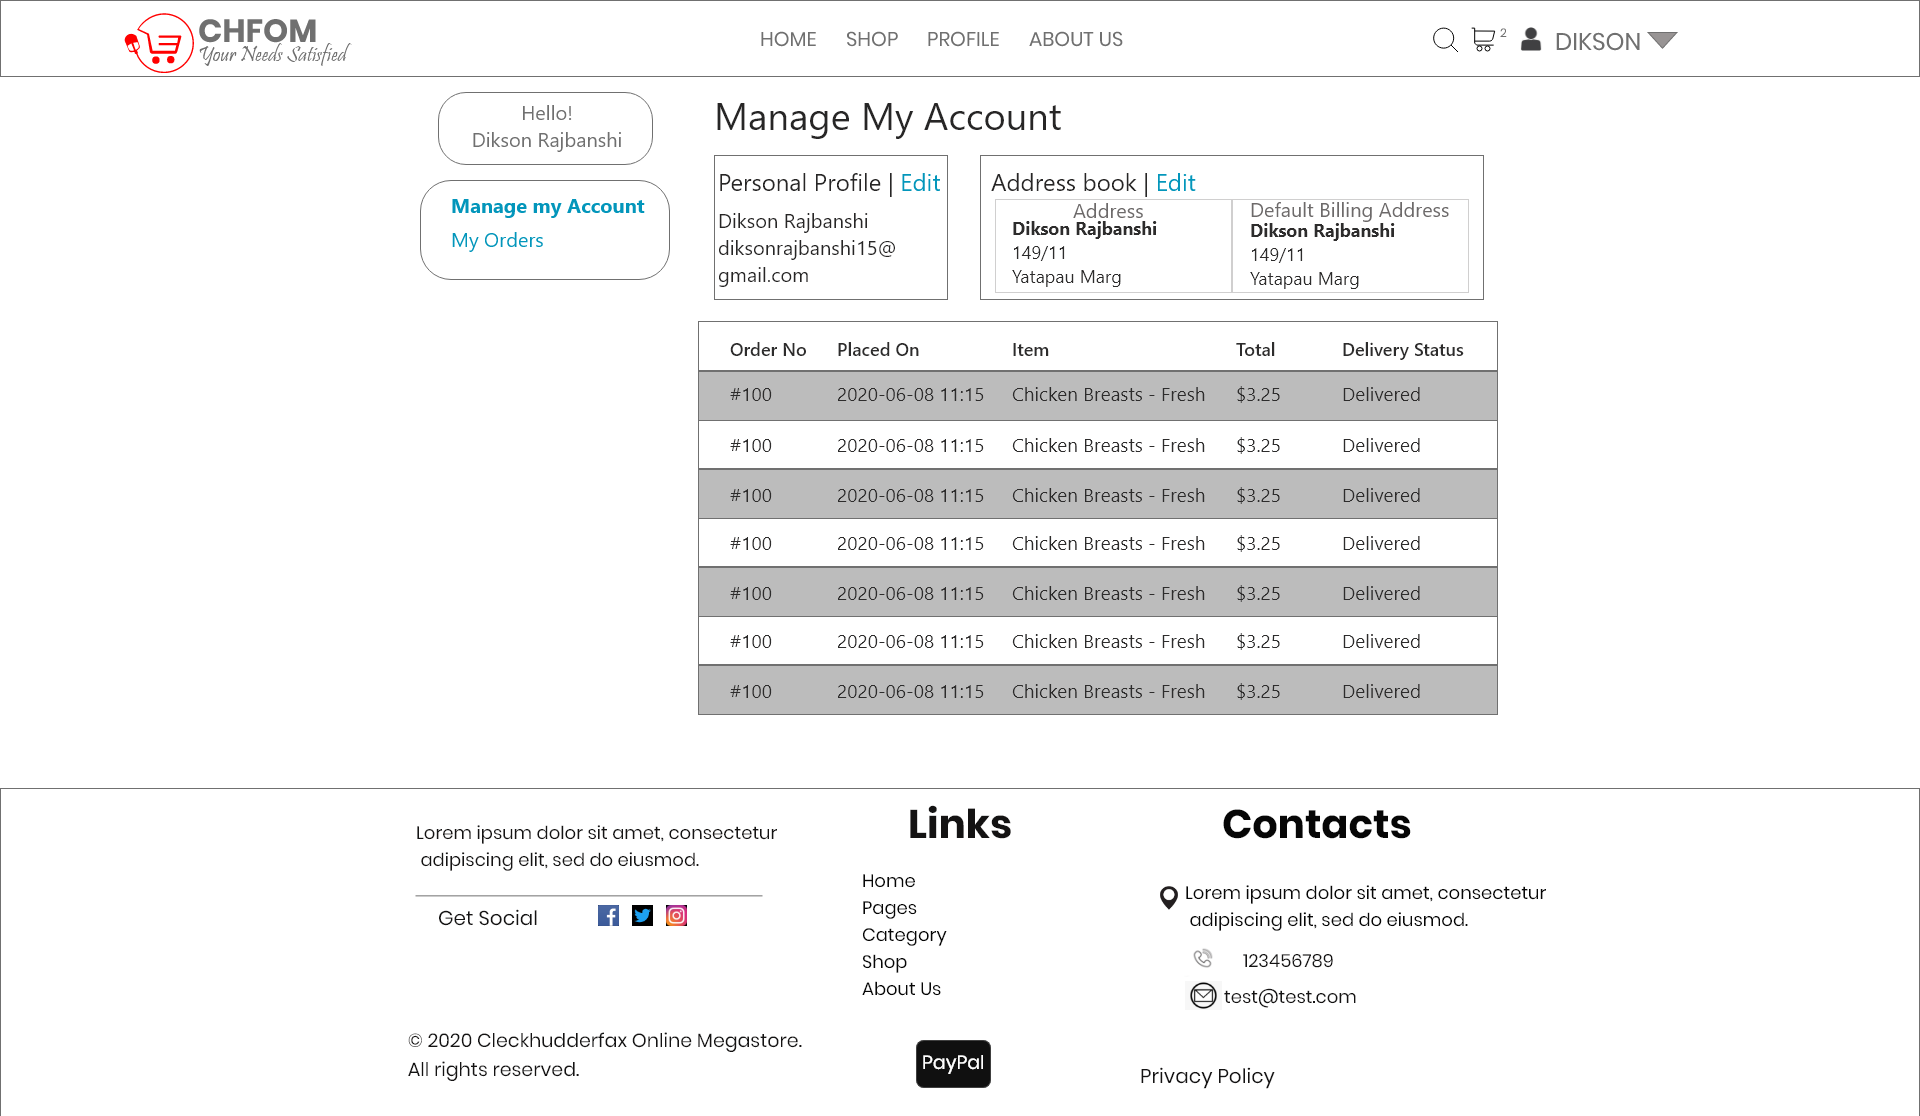 CHFOM
Your Needs Satisfied
HOME SHOP PROFILE ABOUT US
2 DIKSON
Hello!
Dikson Rajbanshi
Manage my Account
My Orders
Manage My Account
Personal Profile | Edit
Dikson Rajbanshi
diksonrajbanshi15@
gmail.com
Address book | Edit
Address
Dikson Rajbanshi
149/11
Yatapau Marg
Default Billing Address
Dikson Rajbanshi
149/11
Yatapau Marg
Order No Placed On Item Total Delivery Status
#100 2020-06-08 11:15 Chicken Breasts - Fresh $3.25 Delivered
#100 2020-06-08 11:15 Chicken Breasts - Fresh $3.25 Delivered
#100 2020-06-08 11:15 Chicken Breasts - Fresh $3.25 Delivered
#100 2020-06-08 11:15 Chicken Breasts - Fresh $3.25 Delivered
#100 2020-06-08 11:15 Chicken Breasts - Fresh $3.25 Delivered
#100 2020-06-08 11:15 Chicken Breasts - Fresh $3.25 Delivered
#100 2020-06-08 11:15 Chicken Breasts - Fresh $3.25 Delivered
Lorem ipsum dolor sit amet, consectetur
adipiscing elit, sed do eiusmod.
Get Social
© 2020 Cleckhudderfax Online Megastore.
All rights reserved.
Links
Home
Pages
Category
Shop
About Us
PayPal
Contacts
Lorem ipsum dolor sit amet, consectetur
adipiscing elit, sed do eiusmod.
123456789
test@test.com
Privacy Policy